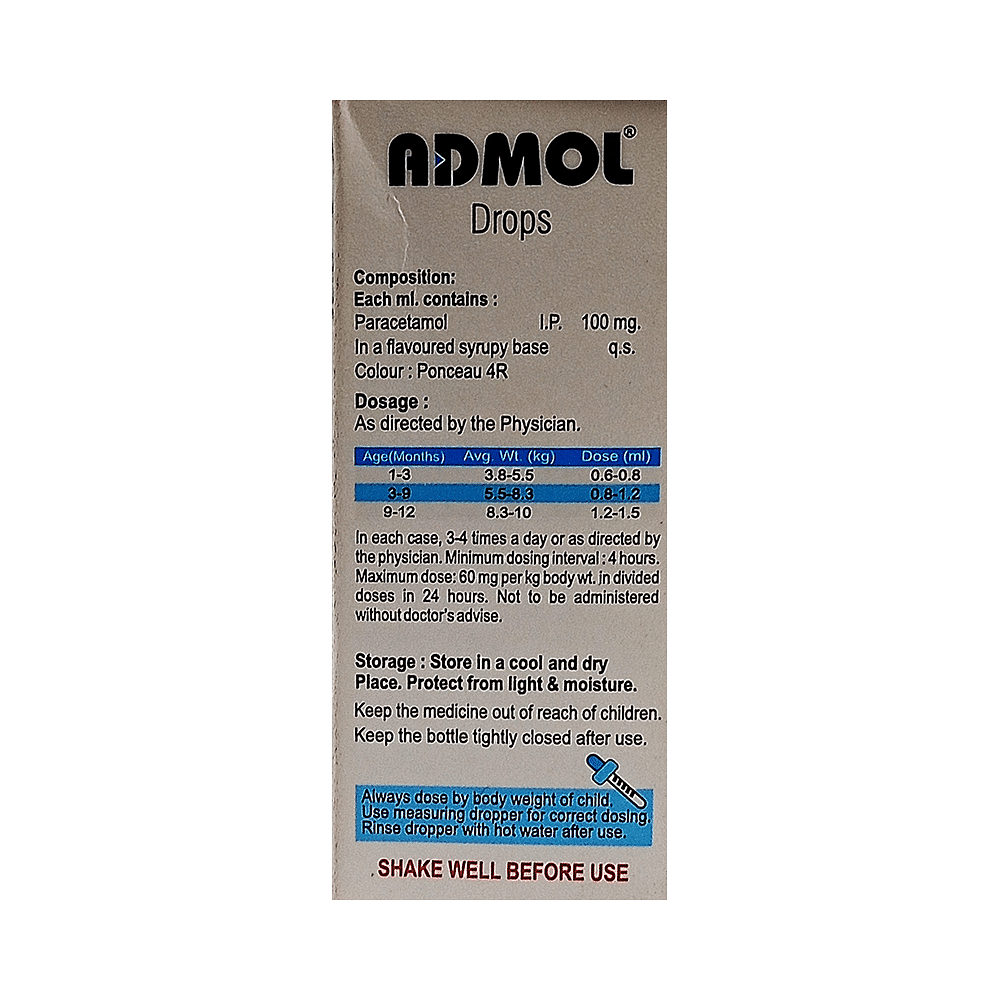 ADMOL®
Drops
Composition:
Each ml. contains :
Paracetamol I.P. 100 mg.
In a flavoured syrupy base q.s.
Colour : Ponceau 4R
Dosage :
As directed by the Physician.
Age(Months) Avg. Wt. (kg) Dose (ml)
1-3 3.8-5.5 0.6-0.8
3-9 5.5-8.3 0.8-1.2
9-12 8.3-10 1.2-1.5
In each case, 3-4 times a day or as directed by
the physician. Minimum dosing interval : 4 hours.
Maximum dose: 60 mg per kg body wt. in divided
doses in 24 hours. Not to be administered
without doctor's advise.
Storage : Store in a cool and dry
Place. Protect from light & moisture.
Keep the medicine out of reach of children.
Keep the bottle tightly closed after use.
Always dose by body weight of child.
Use measuring dropper for correct dosing.
Rinse dropper with hot water after use.
SHAKE WELL BEFORE USE